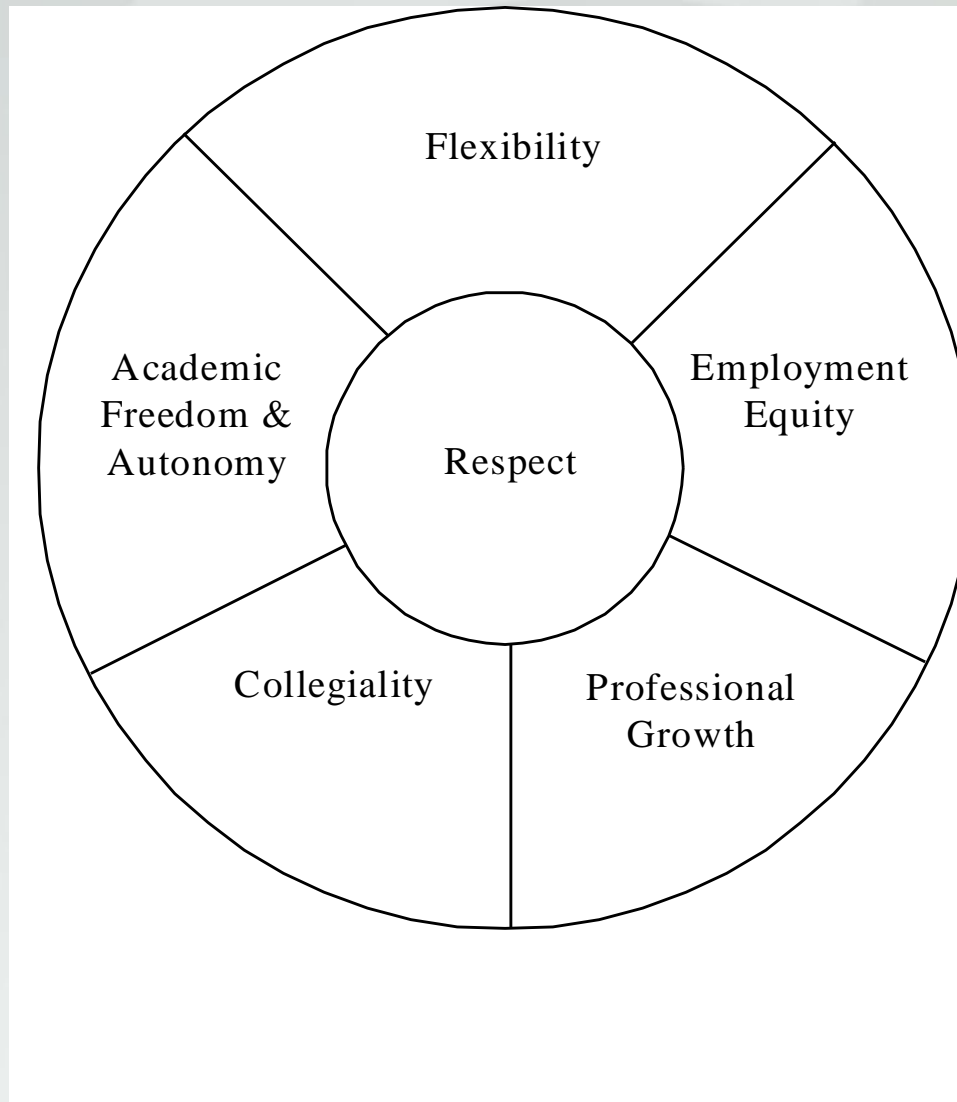 Flexibility
Academic
Freedom &
Autonomy
Respect
Employment
Equity
Collegiality
Professional
Growth